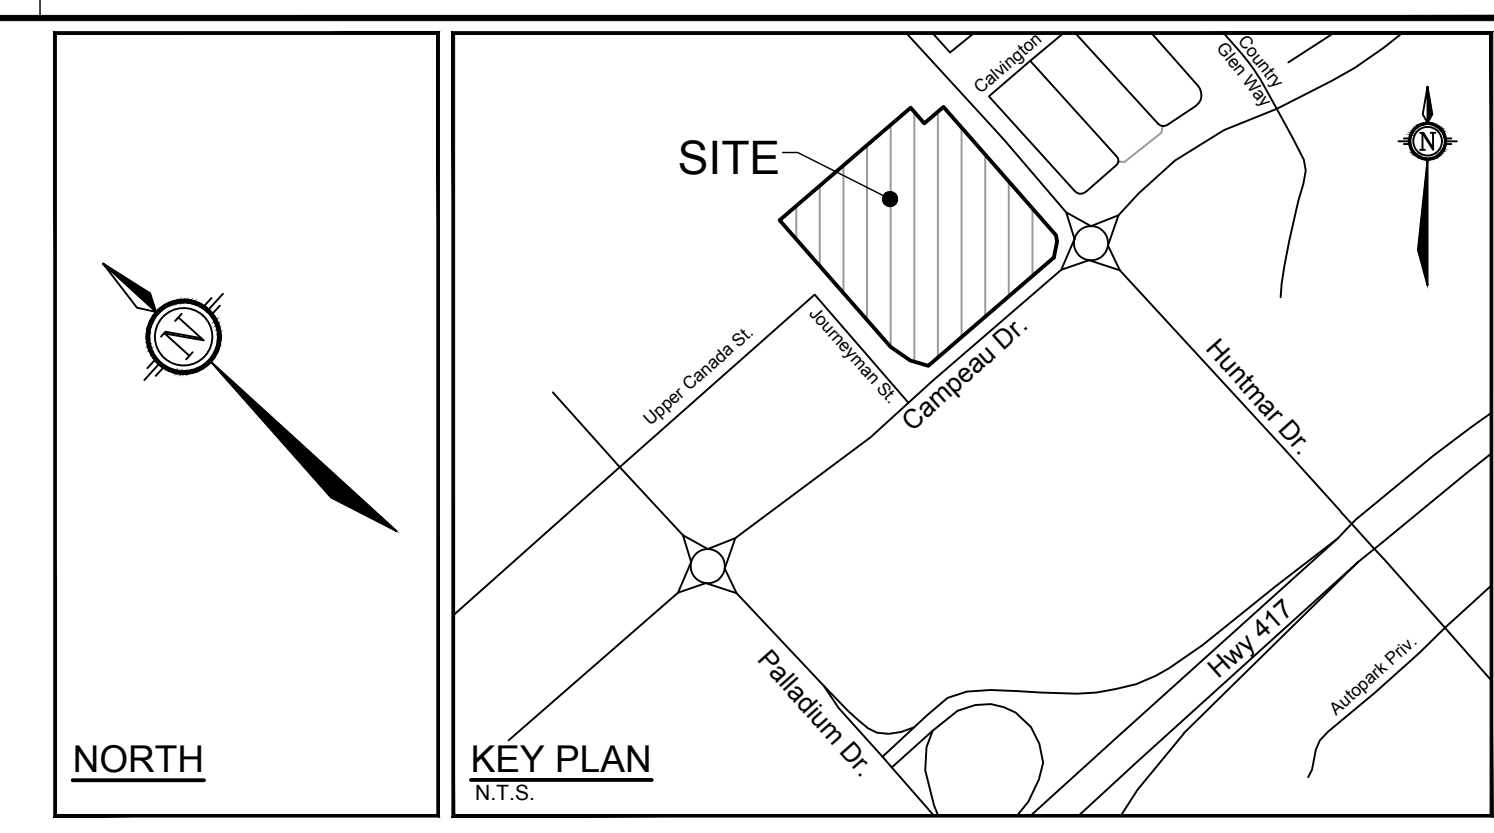 N
NORTH
Calvington
Country
Glen Way
SITE
N
Journeyman St.
Upper Canada St.
Campeau Dr.
Huntmar Dr.
Hwy 417
Autopark Priv.
Palladium Dr.
KEY PLAN
N.T.S.